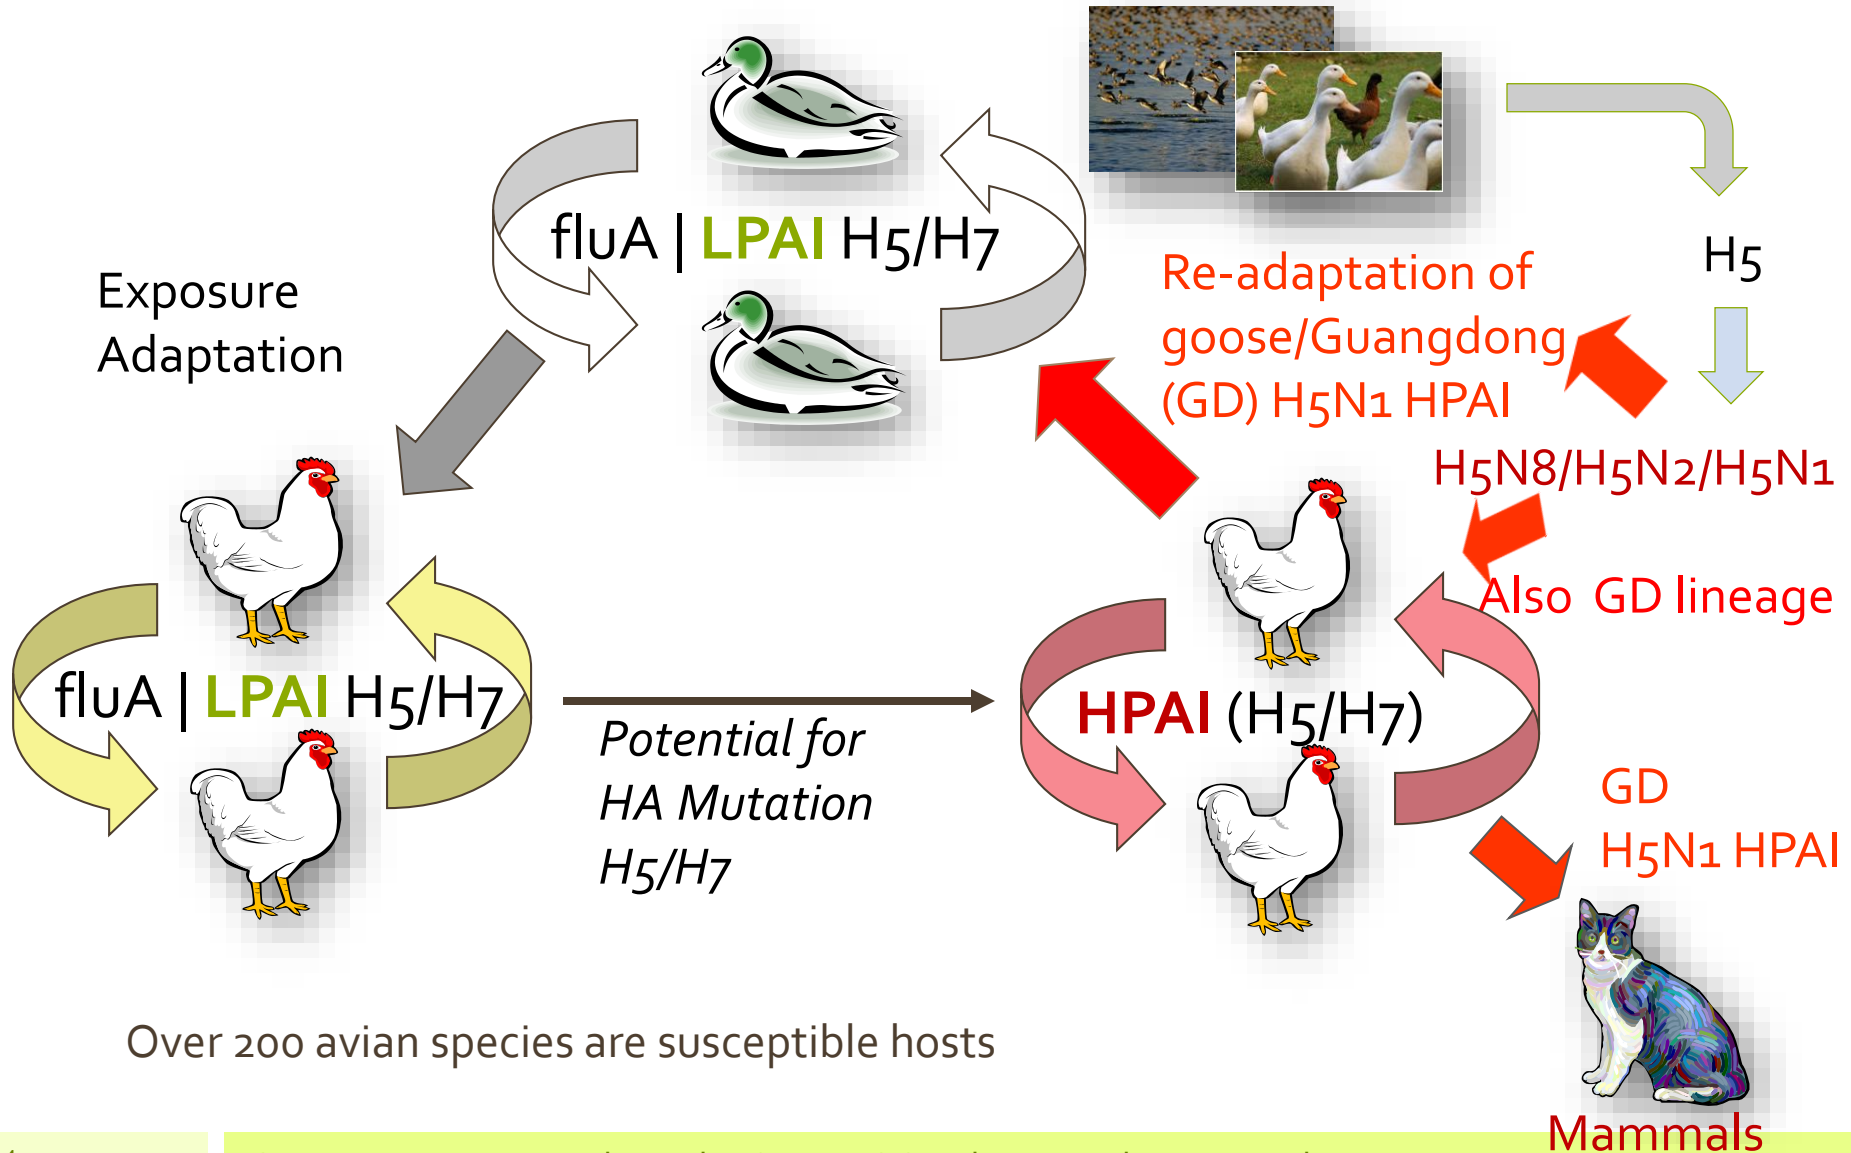 fluA | LPAI H5/H7
Exposure
Adaptation
Re-adaptation of
goose/Guangdong
(GD) H5N1 HPAI
H5
H5N8/H5N2/H5N1
Also GD lineage
fluA | LPAI H5/H7
Potential for
HA Mutation
H5/H7
HPAI (H5/H7)
GD
H5N1 HPAI
Mammals
Over 200 avian species are susceptible hosts